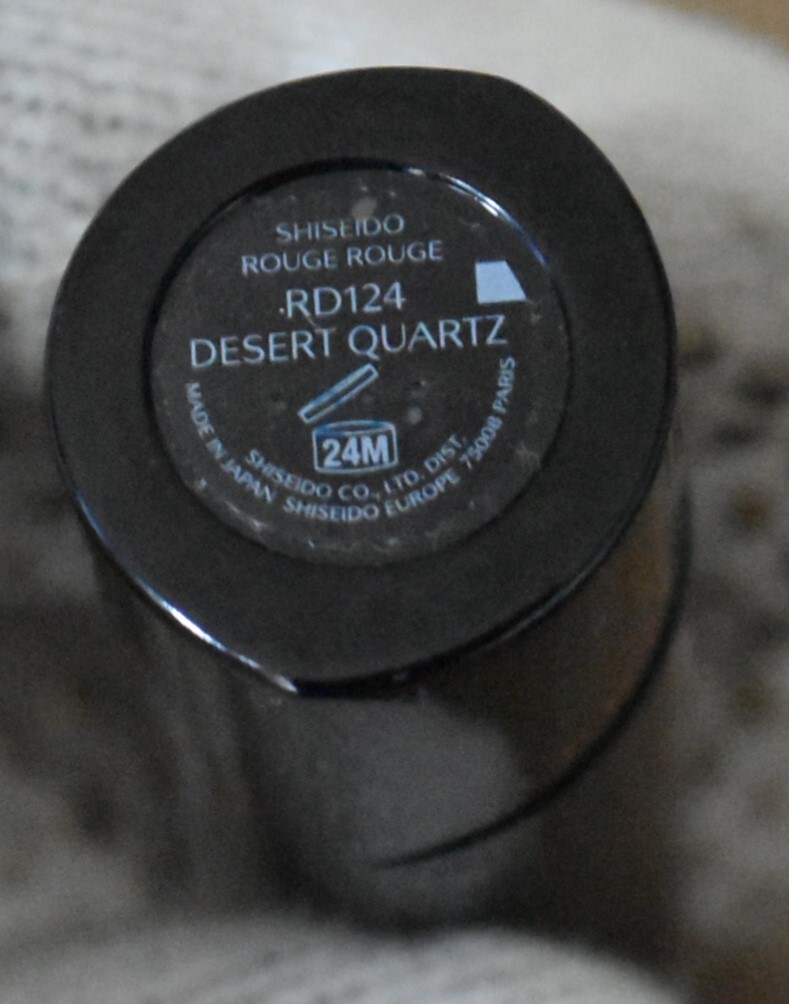 SHISEIDO
ROUGE ROUGE
RD124
DESERT QUARTZ
24M
SHISEIDO CO., LTD. DIST.
MADE IN JAPAN SHISEIDO EUROPE 75008 PARIS